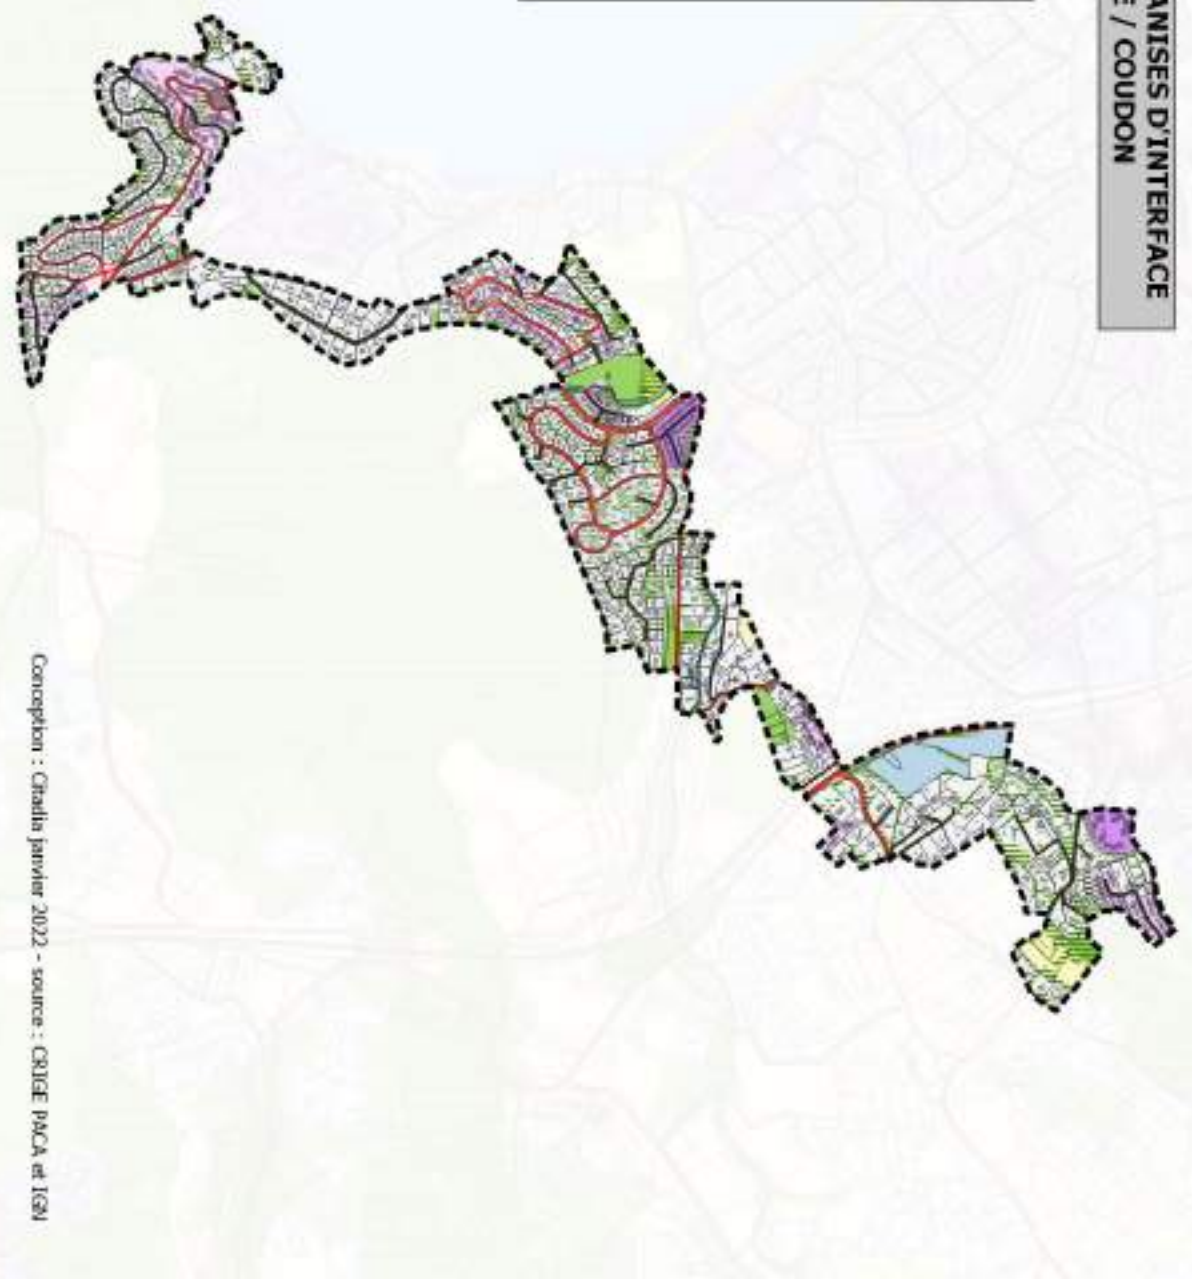 ANISES D'INTERFACE
E / COUDON
Conception : Citadia janvier 2022 - source : CRIGE PACA et IGN